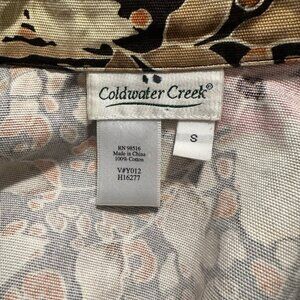 Coldwater Creek®
S
RN 98516
Made in China
100% Cotton
V#Y012
H16277